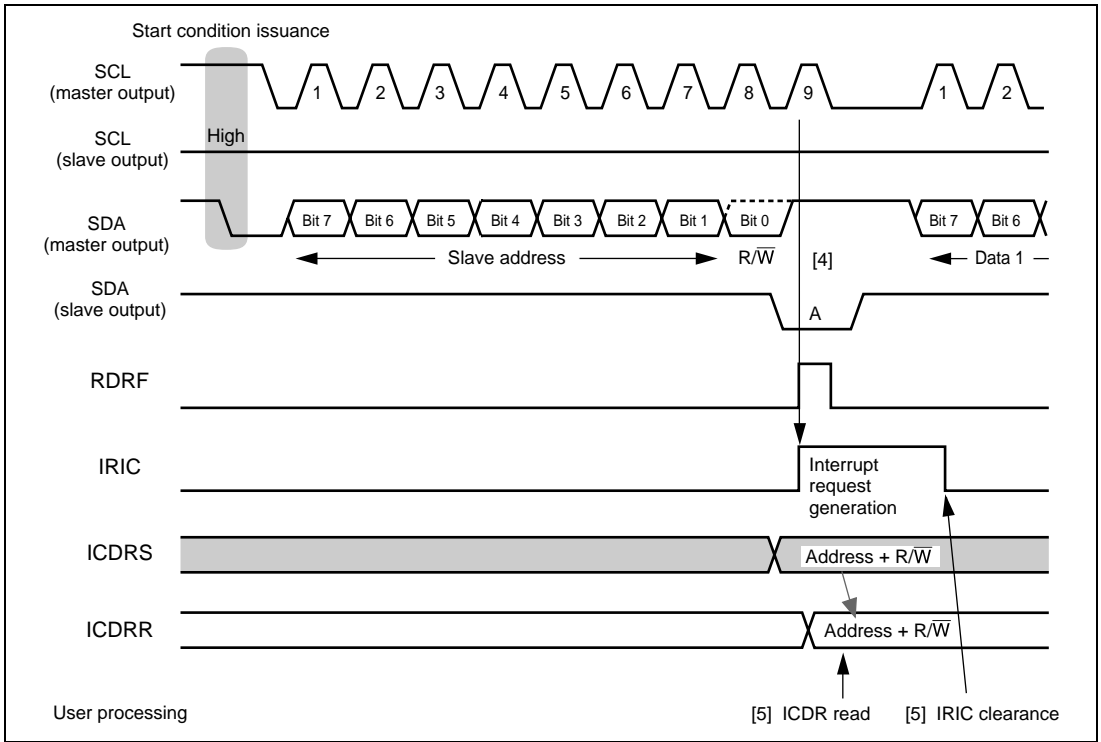 Start condition issuance
SCL
(master output)
1 2 3 4 5 6 7 8 9 1 2
SCL
(slave output)
High
SDA
(master output)
Bit 7 Bit 6 Bit 5 Bit 4 Bit 3 Bit 2 Bit 1 Bit 0 Bit 7 Bit 6
Slave address R/W̅ [4] Data 1
SDA
(slave output)
A
RDRF
IRIC
Interrupt
request
generation
ICDRS
Address + R/W̅
ICDRR
Address + R/W̅
User processing
[5] ICDR read [5] IRIC clearance